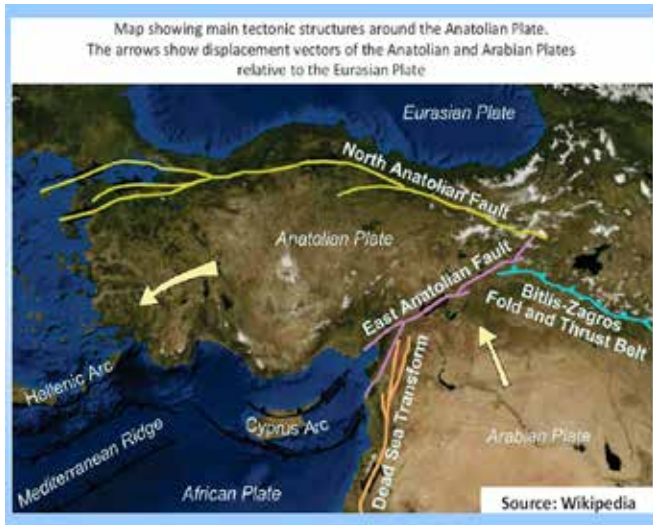 Map showing main tectonic structures around the Anatolian Plate.
The arrows show displacement vectors of the Anatolian and Arabian Plates
relative to the Eurasian Plate
Eurasian Plate
North Anatolian Fault
Anatolian Plate
East Anatolian Fault
Bitlis-Zagros
Fold and Thrust Belt
Hellenic Arc
Cyprus Arc
Dead Sea Transform
Arabian Plate
Mediterranean Ridge
African Plate
Source: Wikipedia